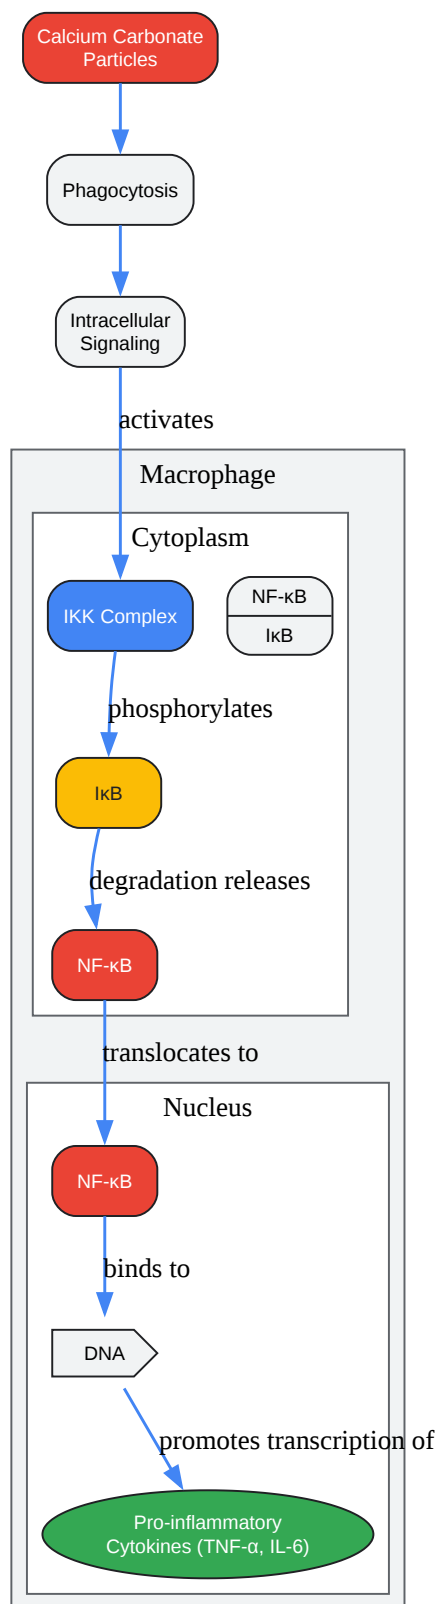 Calcium Carbonate
Particles
Phagocytosis
Intracellular
Signaling
activates
Macrophage
Cytoplasm
IKK Complex
NF-κB
IκB
phosphorylates
IκB
degradation releases
NF-κB
translocates to
Nucleus
NF-κB
binds to
DNA
promotes transcription of
Pro-inflammatory
Cytokines (TNF-α, IL-6)